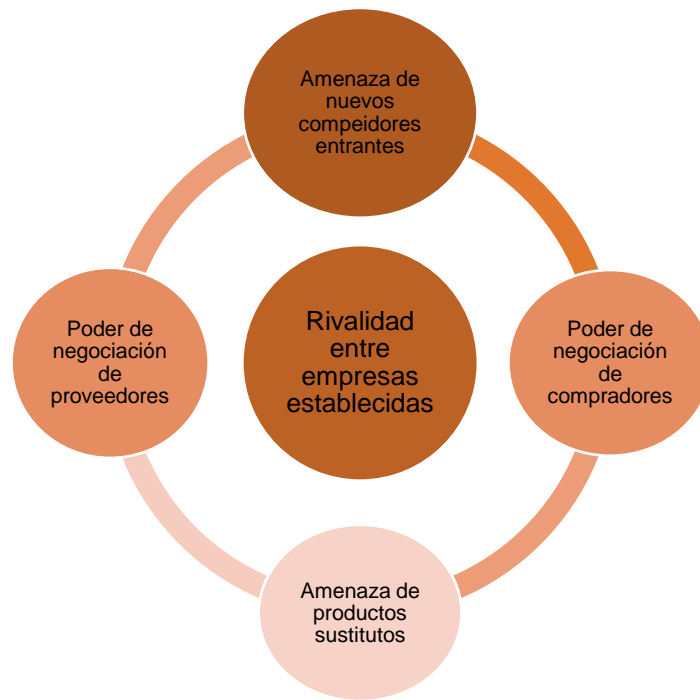 Amenaza de
nuevos
compeidores
entrantes
Poder de
negociación
de
proveedores
Rivalidad
entre
empresas
establecidas
Poder de
negociación
de
compradores
Amenaza de
productos
sustitutos